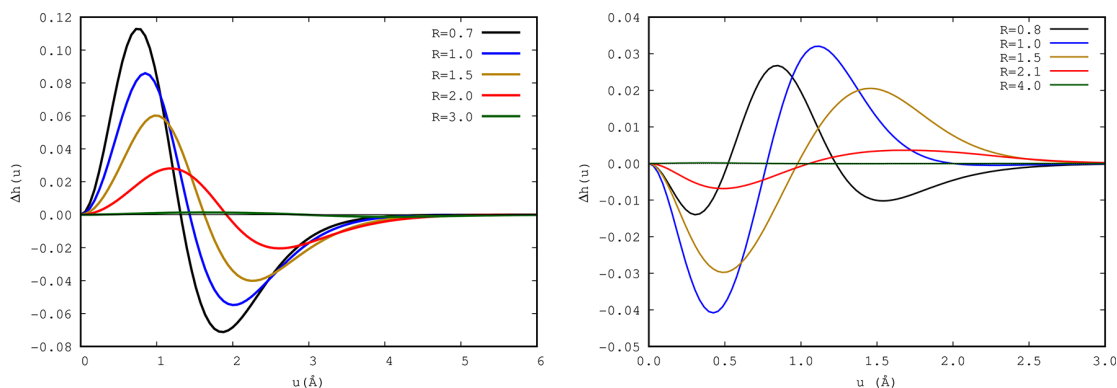 0.12
0.10
0.08
0.06
0.04
0.02
0.00
-0.02
-0.04
-0.06
-0.08
Δh(u)
0
1
2
3
4
5
6
u(Å)
R=0.7
R=1.0
R=1.5
R=2.0
R=3.0
0.04
0.03
0.02
0.01
0.00
-0.01
-0.02
-0.03
-0.04
-0.05
Δh(u)
0.0
0.5
1.0
1.5
2.0
2.5
3.0
u (Å)
R=0.8
R=1.0
R=1.5
R=2.1
R=4.0